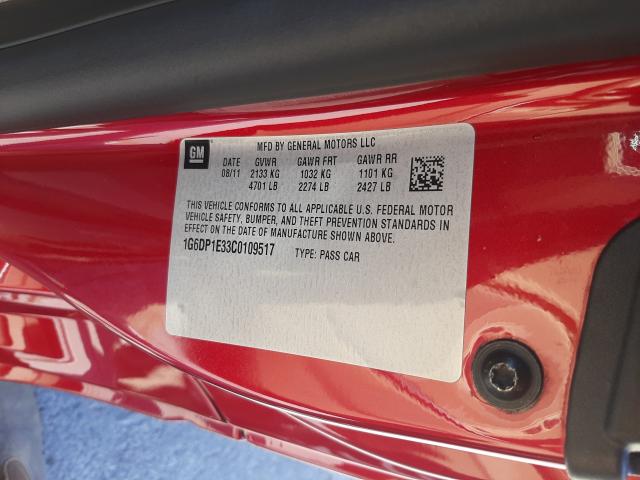 GM
MFD BY GENERAL MOTORS LLC
DATE GVWR GAWR FRT GAWR RR
08/11 2133 KG 1032 KG 1101 KG
4701 LB 2274 LB 2427 LB
THIS VEHICLE CONFORMS TO ALL APPLICABLE U.S. FEDERAL MOTOR
VEHICLE SAFETY, BUMPER, AND THEFT PREVENTION STANDARDS IN
EFFECT ON THE DATE OF MANUFACTURE SHOWN ABOVE.
1G6DP1E33C0109517 TYPE: PASS CAR